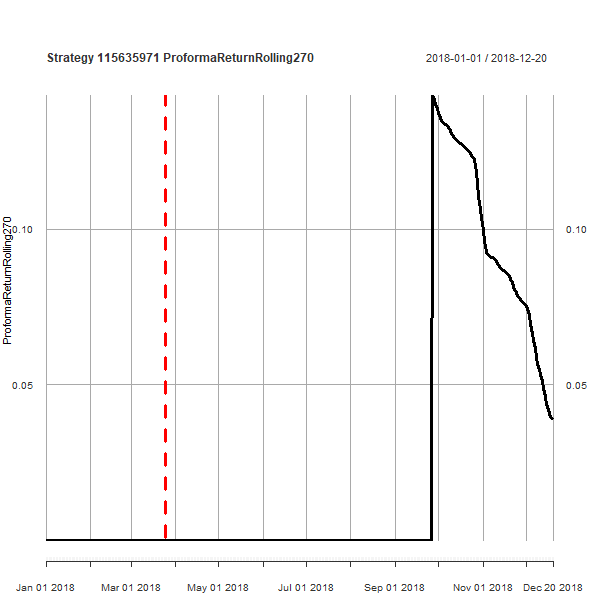 Strategy 115635971 ProformaReturnRolling270
2018-01-01 / 2018-12-20
ProformaReturnRolling270
0.10
0.10
0.05
0.05
Jan 01 2018 Mar 01 2018 May 01 2018 Jul 01 2018 Sep 01 2018 Nov 01 2018 Dec 20 2018